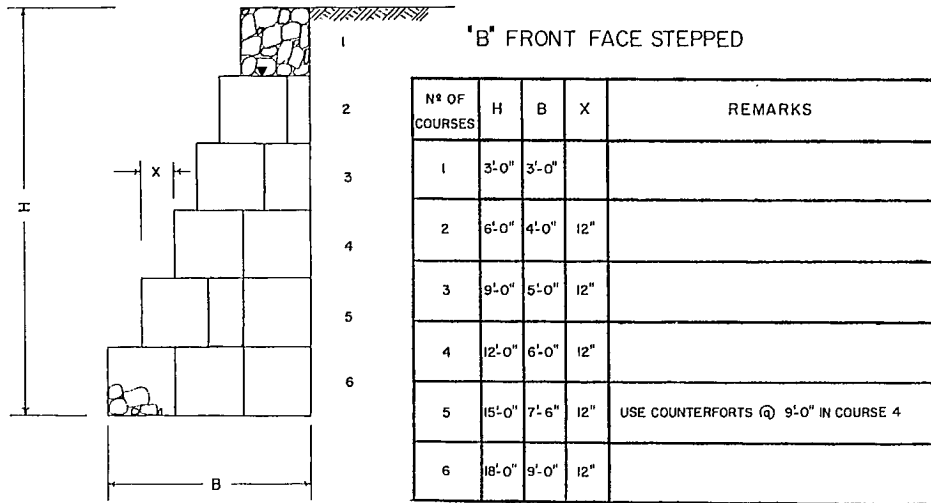 "B" FRONT FACE STEPPED
1
2
3
4
5
6
X
H
B
Nº OF COURSES H B X REMARKS
1 3'-0" 3'-0"
2 6'-0" 4'-0" 12"
3 9'-0" 5'-0" 12"
4 12'-0" 6'-0" 12"
5 15'-0" 7'-6" 12" USE COUNTERFORTS @ 9'-0" IN COURSE 4
6 18'-0" 9'-0" 12"